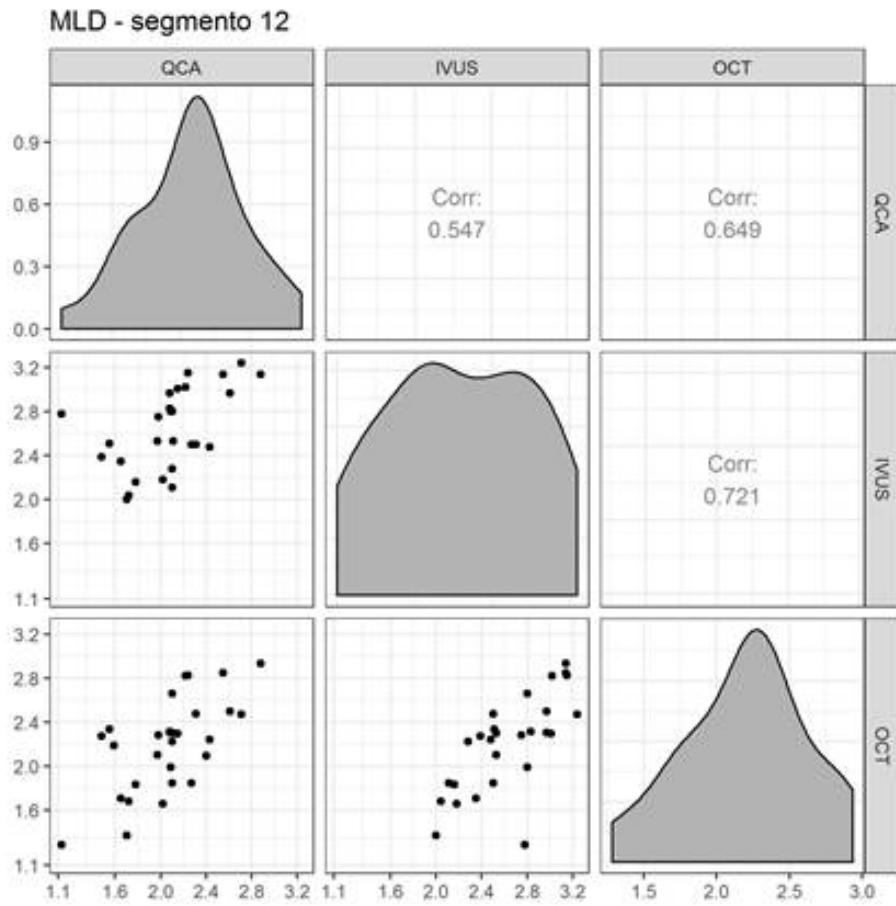 MLD - segmento 12
QCA IVUS OCT
0.9
0.6
0.3
0.0
Corr:
0.547
Corr:
0.649
QCA
3.2
2.8
2.4
2.0
1.6
1.1
Corr:
0.721
IVUS
3.2
2.8
2.4
2.0
1.6
1.1
OCT
1.1 1.6 2.0 2.4 2.8 3.2 1.1 2.0 2.4 2.8 3.2 1.5 2.0 2.5 3.0